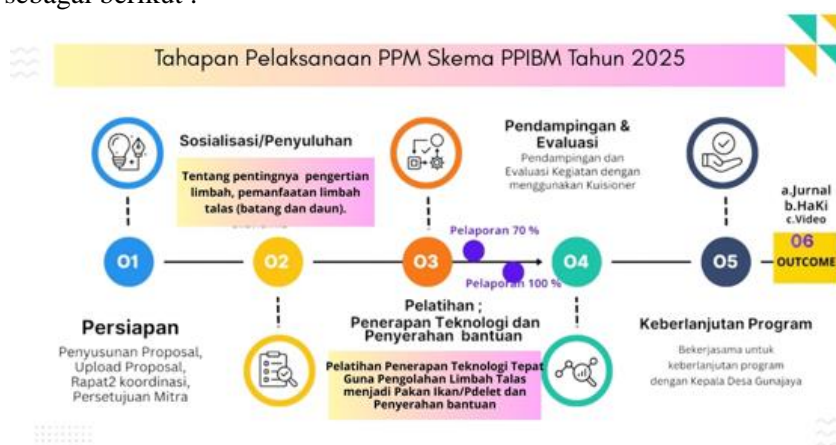 sebagai berikut :
Tahapan Pelaksanaan PPM Skema PPIBM Tahun 2025
01
Persiapan
Penyusunan Proposal,
Upload Proposal,
Rapat2 koordinasi,
Persetujuan Mitra
Sosialisasi/Penyuluhan
Tentang pentingnya pengertian
limbah, pemanfaatan limbah
talas (batang dan daun).
02
03
Pelatihan ;
Penerapan Teknologi dan
Penyerahan bantuan
Pelatihan Penerapan Teknologi Tepat
Guna Pengolahan Limbah Talas
menjadi Pakan Ikan/Pdelet dan
Penyerahan bantuan
Pelaporan 70 %
Pelaporan 100 %
Pendampingan &
Evaluasi
Pendampingan dan
Evaluasi Kegiatan dengan
menggunakan Kuisioner
04
05
Keberlanjutan Program
Bekerjasama untuk
keberlanjutan program
dengan Kepala Desa Gunajaya
a.Jurnal
b.HaKi
c.Video
06
OUTCOME